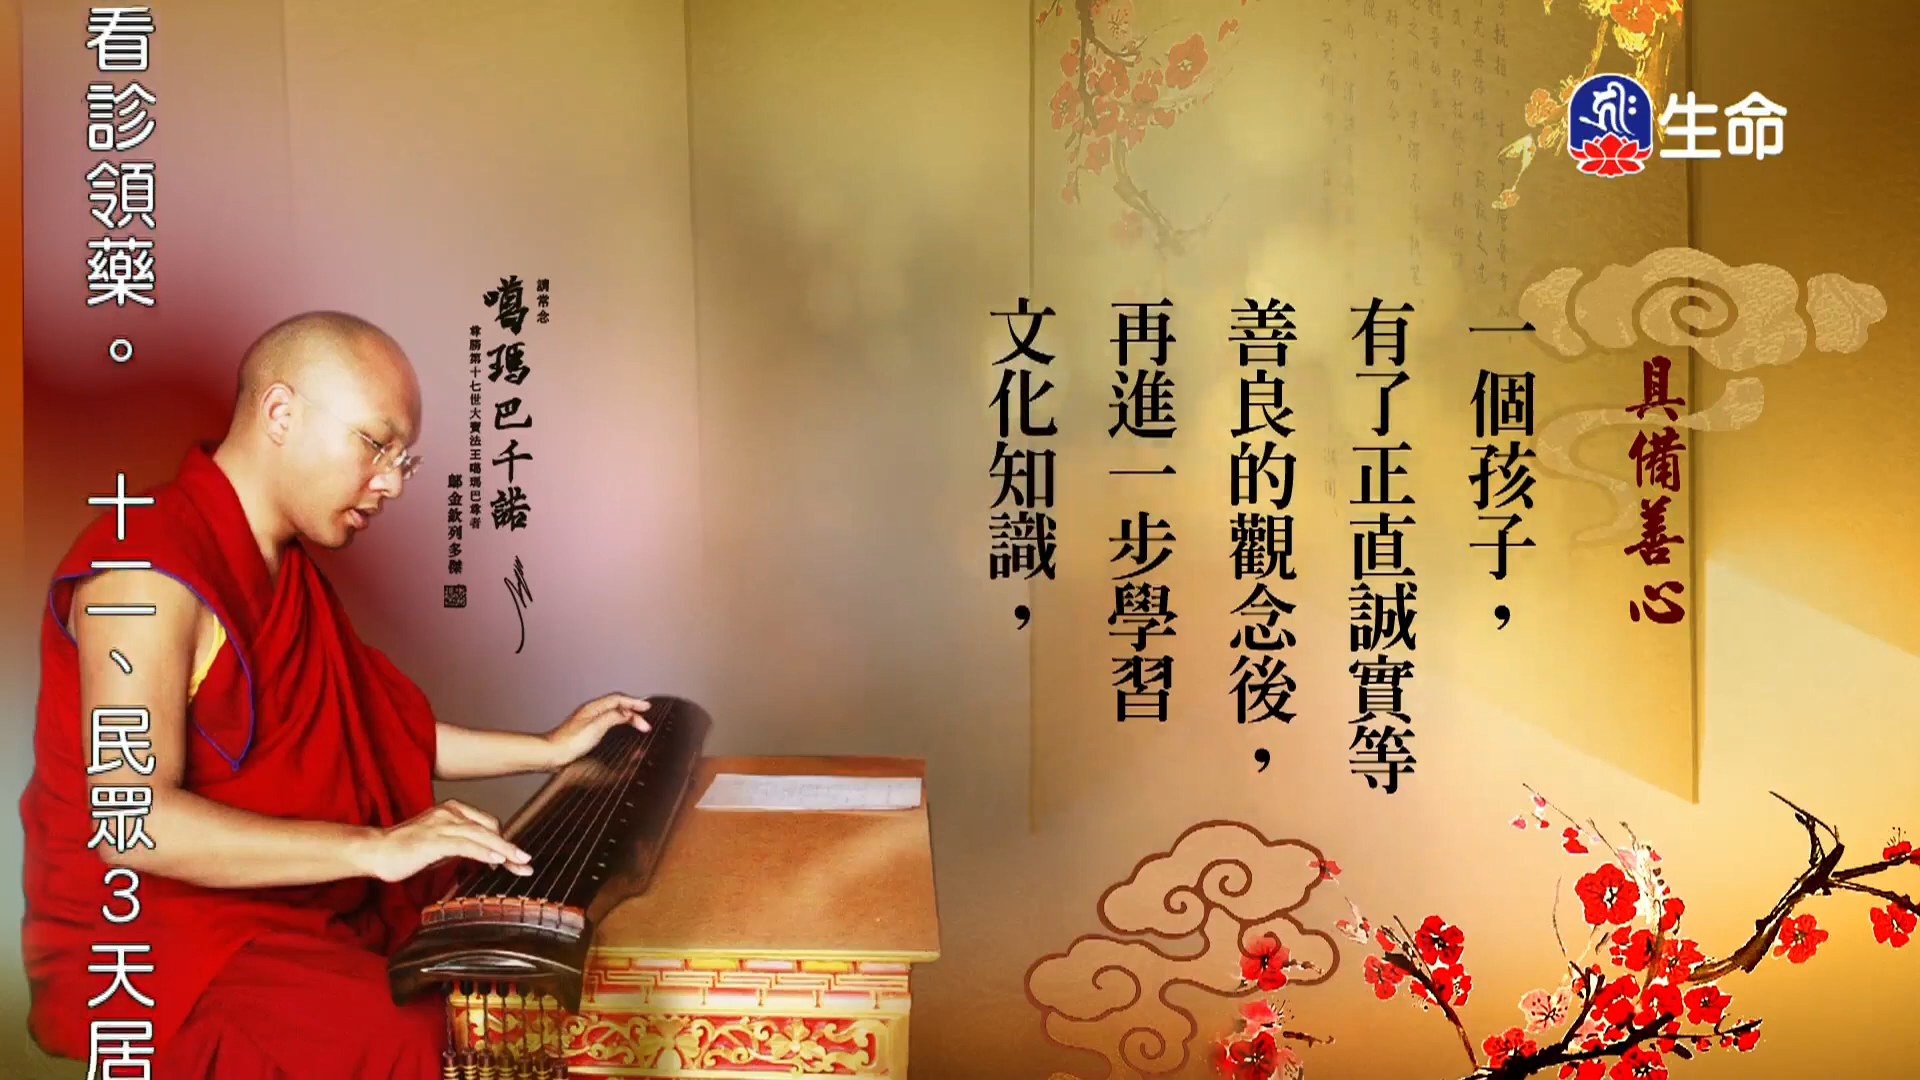 生命
具備善心
一個孩子，
有了正直誠實等
善良的觀念後，
再進一步學習
文化知識，
請常念
噶瑪巴千諾
尊勝第十七世大寶法王噶瑪巴尊者
鄔金欽列多傑
看診領藥。 十二、民眾3天居